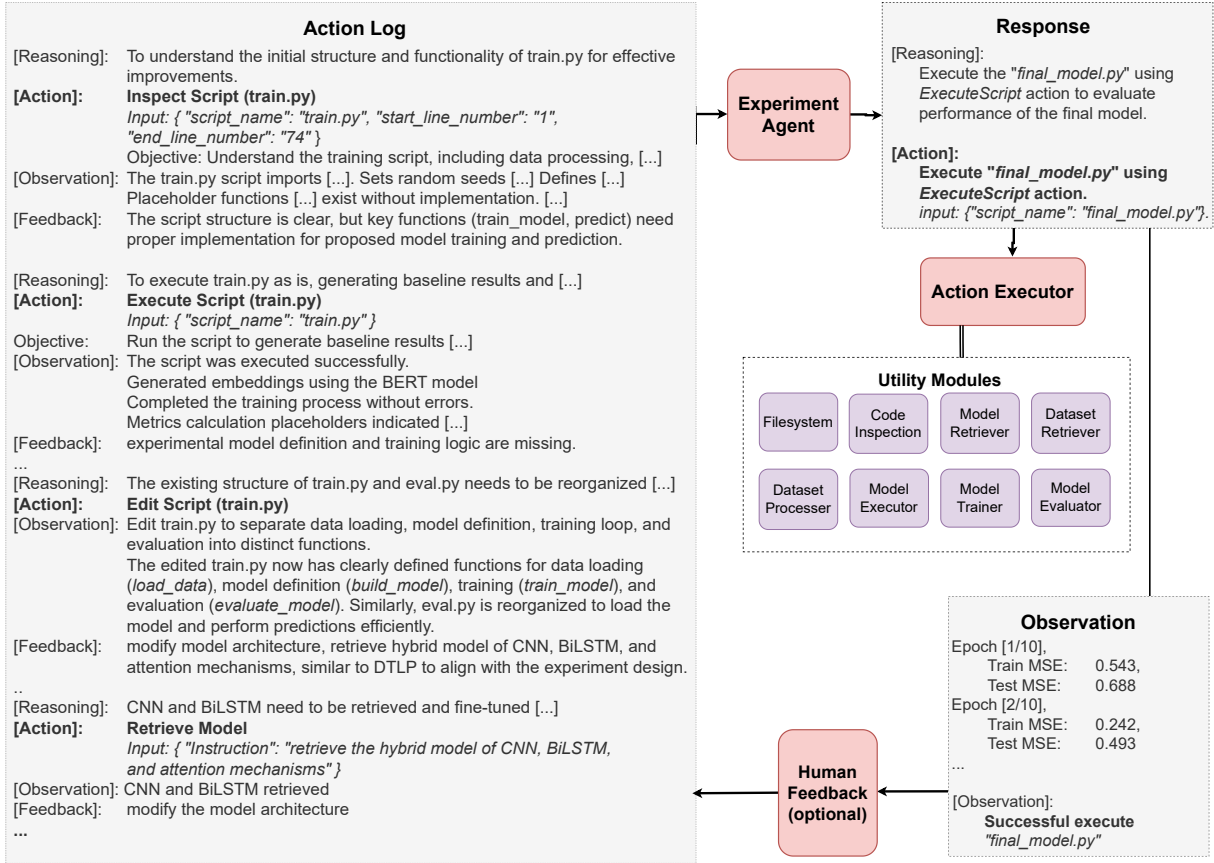 Action Log
[Reasoning]: To understand the initial structure and functionality of train.py for effective
improvements.
[Action]: Inspect Script (train.py)
Input: { "script_name": "train.py", "start_line_number": "1",
"end_line_number": "74" }
Objective: Understand the training script, including data processing, [...]
[Observation]: The train.py script imports [...]. Sets random seeds [...] Defines [...]
Placeholder functions [...] exist without implementation. [...]
[Feedback]: The script structure is clear, but key functions (train_model, predict) need
proper implementation for proposed model training and prediction.
[Reasoning]: To execute train.py as is, generating baseline results and [...]
[Action]: Execute Script (train.py)
Input: { "script_name": "train.py" }
Objective: Run the script to generate baseline results [...]
[Observation]: The script was executed successfully.
Generated embeddings using the BERT model
Completed the training process without errors.
Metrics calculation placeholders indicated [...]
[Feedback]: experimental model definition and training logic are missing.
...
[Reasoning]: The existing structure of train.py and eval.py needs to be reorganized [...]
[Action]: Edit Script (train.py)
[Observation]: Edit train.py to separate data loading, model definition, training loop, and
evaluation into distinct functions.
The edited train.py now has clearly defined functions for data loading
(load_data), model definition (build_model), training (train_model), and
evaluation (evaluate_model). Similarly, eval.py is reorganized to load the
model and perform predictions efficiently.
[Feedback]: modify model architecture, retrieve hybrid model of CNN, BiLSTM, and
attention mechanisms, similar to DTLP to align with the experiment design.
..
[Reasoning]: CNN and BiLSTM need to be retrieved and fine-tuned [...]
[Action]: Retrieve Model
Input: { "Instruction": "retrieve the hybrid model of CNN, BiLSTM,
and attention mechanisms" }
[Observation]: CNN and BiLSTM retrieved
[Feedback]: modify the model architecture
...
Experiment
Agent
Response
[Reasoning]:
Execute the "final_model.py" using
ExecuteScript action to evaluate
performance of the final model.
[Action]:
Execute "final_model.py" using
ExecuteScript action.
input: {"script_name": "final_model.py"}.
Action Executor
Utility Modules
Filesystem
Code
Inspection
Model
Retriever
Dataset
Retriever
Dataset
Processer
Model
Executor
Model
Trainer
Model
Evaluator
Observation
Epoch [1/10],
Train MSE: 0.543,
Test MSE: 0.688
Epoch [2/10],
Train MSE: 0.242,
Test MSE: 0.493
...
[Observation]:
Successful execute
"final_model.py"
Human
Feedback
(optional)